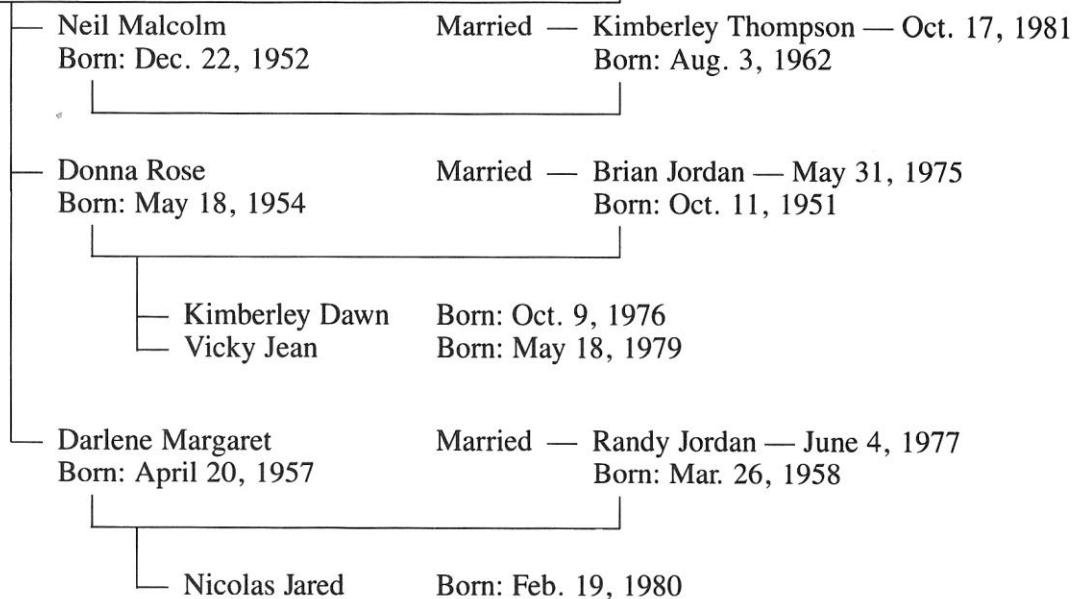 Neil Malcolm Married — Kimberley Thompson — Oct. 17, 1981
Born: Dec. 22, 1952 Born: Aug. 3, 1962
Donna Rose Married — Brian Jordan — May 31, 1975
Born: May 18, 1954 Born: Oct. 11, 1951
Kimberley Dawn Born: Oct. 9, 1976
Vicky Jean Born: May 18, 1979
Darlene Margaret Married — Randy Jordan — June 4, 1977
Born: April 20, 1957 Born: Mar. 26, 1958
Nicolas Jared Born: Feb. 19, 1980